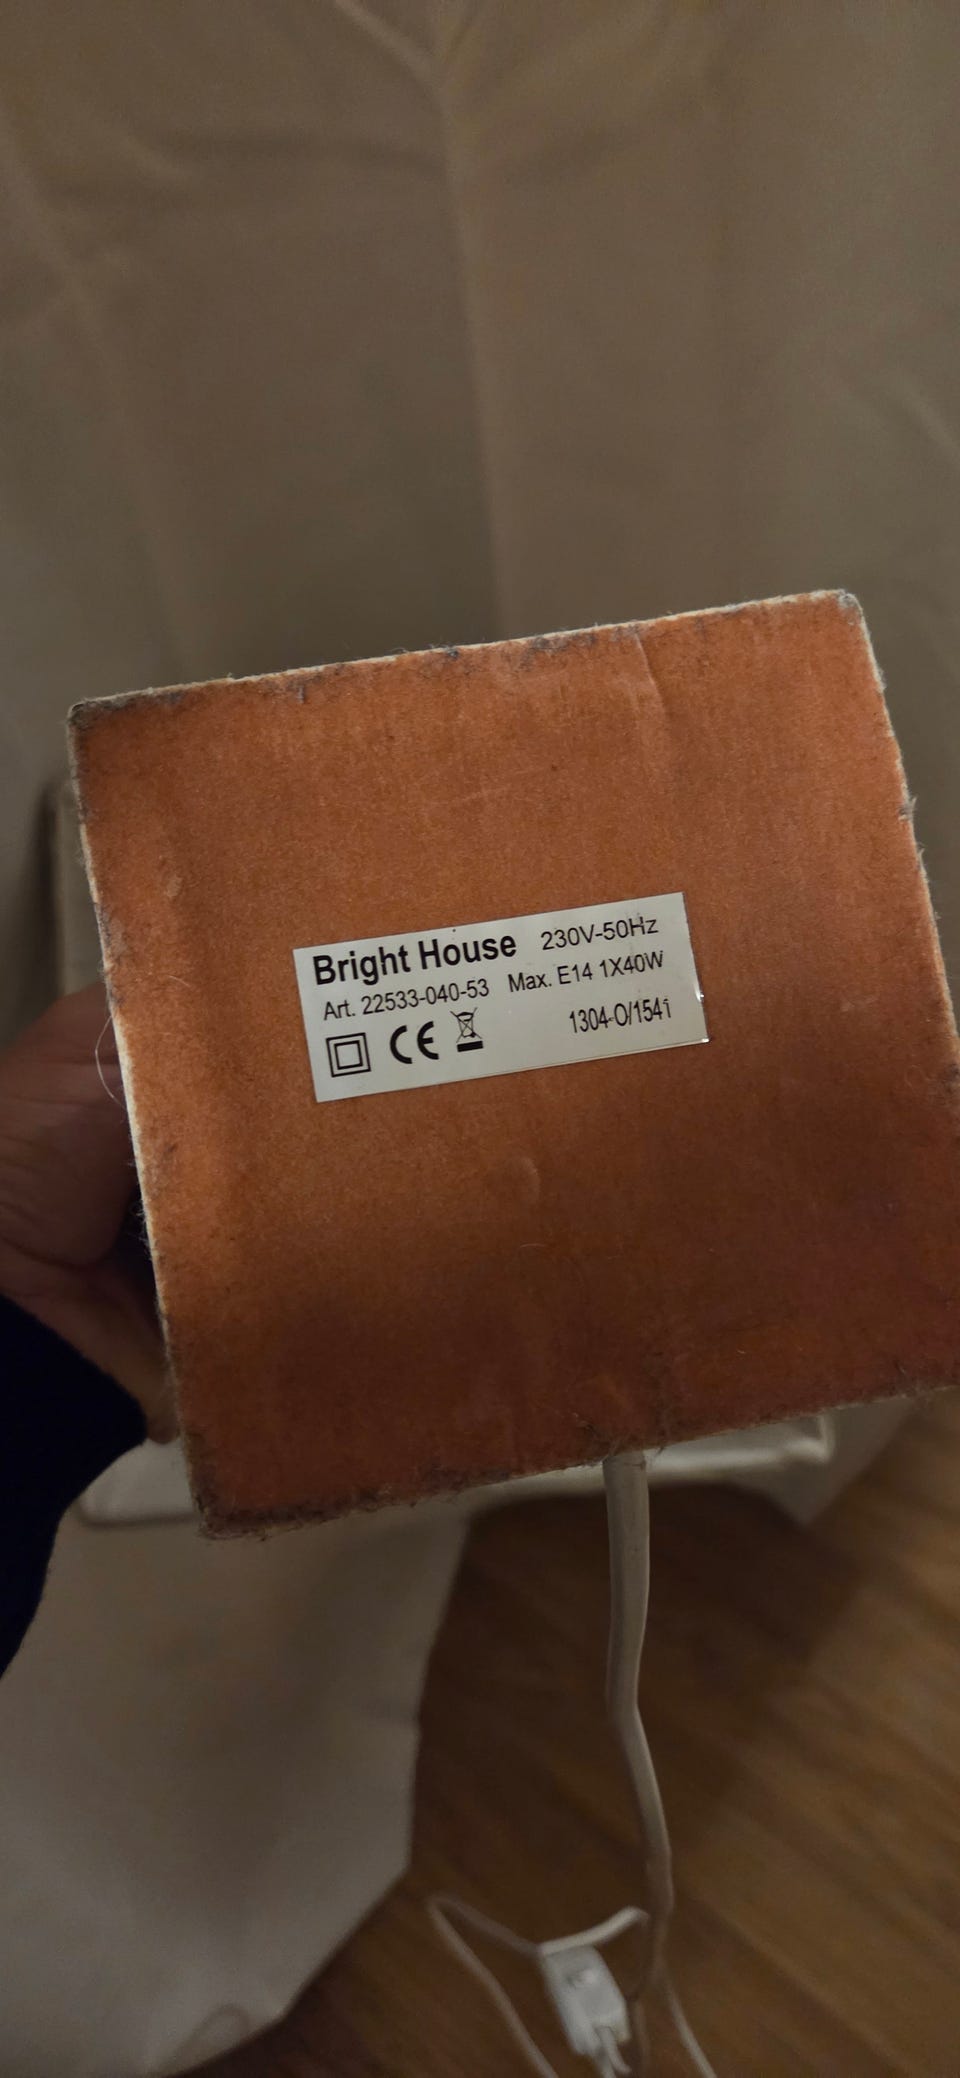 Bright House 230V-50Hz
Art. 22533-040-53 Max. E14 1X40W
CE 1304-O/1541